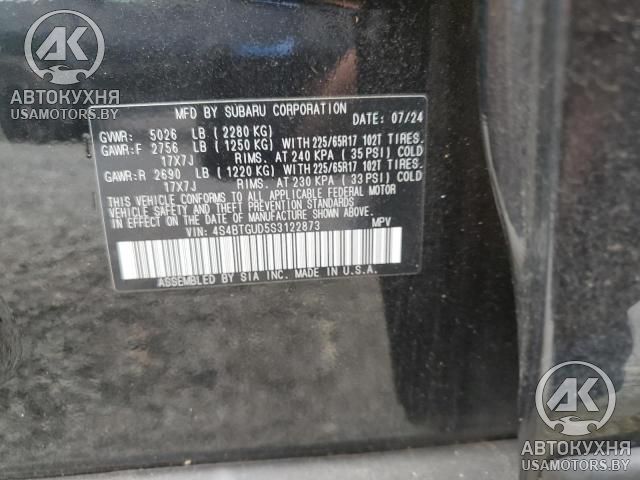 AK
АВТОКУХНЯ
USAMOTORS.BY
MFD BY SUBARU CORPORATION DATE: 07/24
GVWR: 5026 LB (2280 KG)
GAWR:F 2756 LB (1250 KG) WITH 225/65R17 102T TIRES.
17X7J RIMS. AT 240 KPA (35 PSI) COLD
GAWR:R 2690 LB (1220 KG) WITH 225/65R17 102T TIRES.
17X7J RIMS. AT 230 KPA (33 PSI) COLD
THIS VEHICLE CONFORMS TO ALL APPLICABLE FEDERAL MOTOR
VEHICLE SAFETY AND THEFT PREVENTION STANDARDS
IN EFFECT ON THE DATE OF MANUFACTURE SHOWN ABOVE.
VIN: 4S4BTGUD5S3122873 MPV
ASSEMBLED BY SIA INC. MADE IN U.S.A.
AK
АВТОКУХНЯ
USAMOTORS.BY